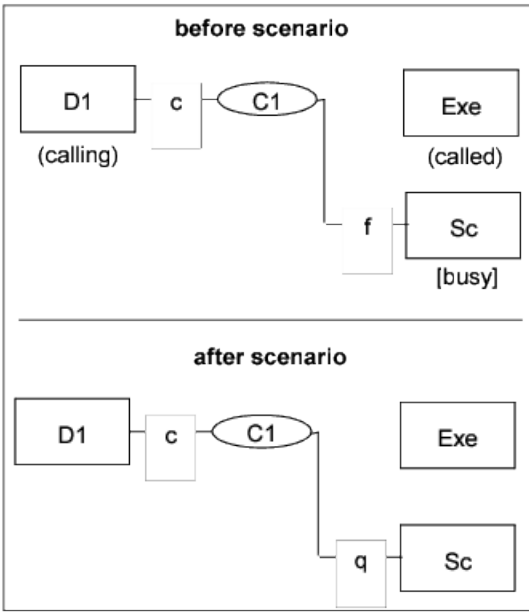 before scenario
D1 c C1 Exe
(calling) (called)
f Sc
[busy]
after scenario
D1 c C1 Exe
q Sc